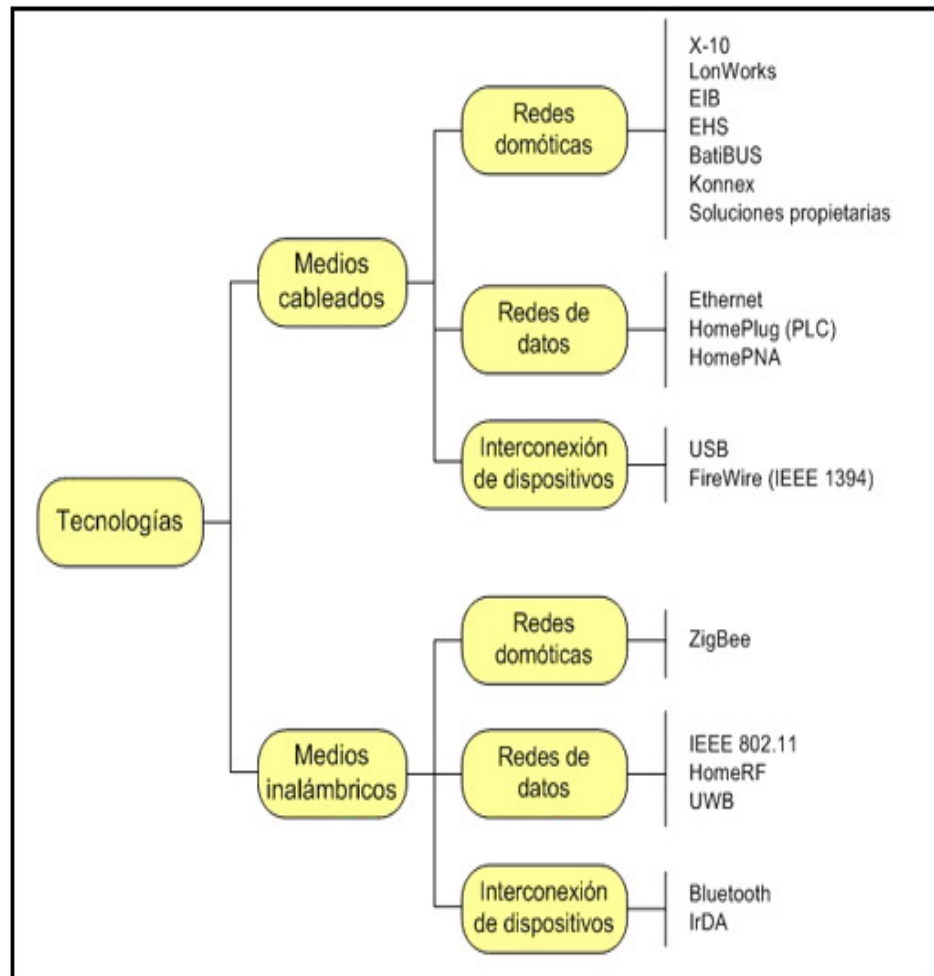 Tecnologías
Medios
cableados
Redes
domóticas
X-10
LonWorks
EIB
EHS
BatiBUS
Konnex
Soluciones propietarias
Redes de
datos
Ethernet
HomePlug (PLC)
HomePNA
Interconexión
de dispositivos
USB
FireWire (IEEE 1394)
Medios
inalámbricos
Redes
domóticas
ZigBee
Redes de
datos
IEEE 802.11
HomeRF
UWB
Interconexión
de dispositivos
Bluetooth
IrDA